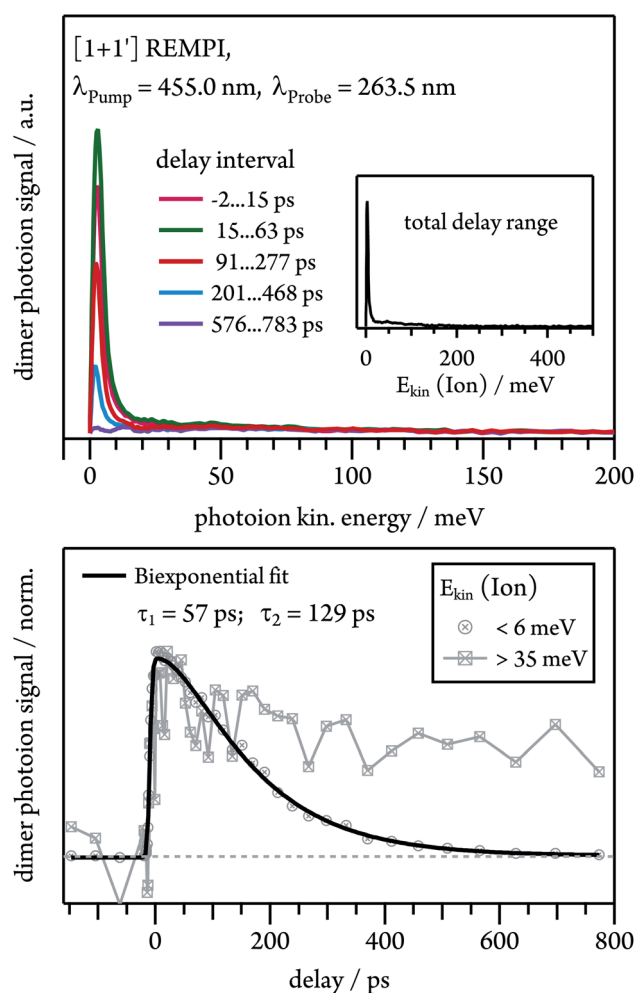 [1+1'] REMPI,
λPump = 455.0 nm, λProbe = 263.5 nm
dimer photoion signal / a.u.
delay interval
-2...15 ps
15...63 ps
91...277 ps
201...468 ps
576...783 ps
total delay range
0 200 400
Ekin (Ion) / meV
0 50 100 150 200
photoion kin. energy / meV
dimer photoion signal / norm.
Biexponential fit
τ1 = 57 ps; τ2 = 129 ps
Ekin (Ion)
< 6 meV
> 35 meV
0 200 400 600 800
delay / ps